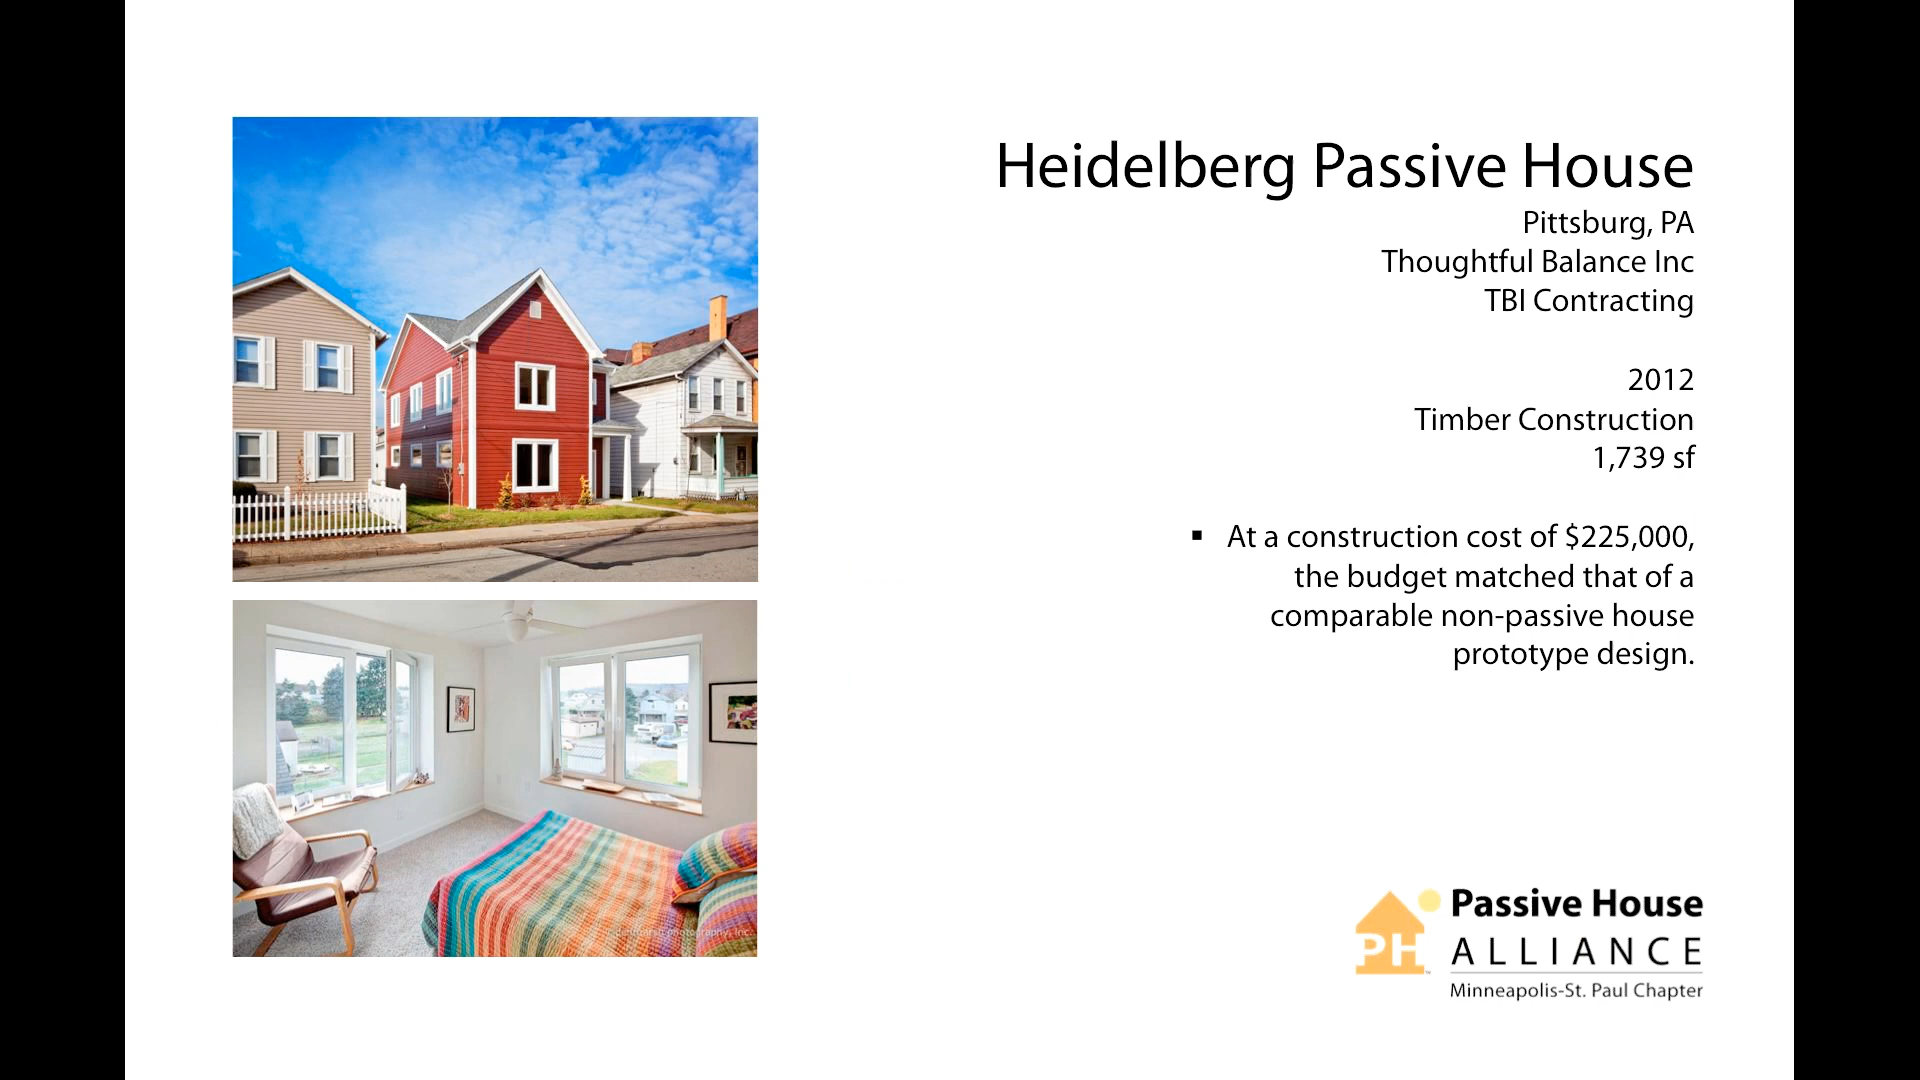 Heidelberg Passive House
Pittsburg, PA
Thoughtful Balance Inc
TBI Contracting
2012
Timber Construction
1,739 sf
▪ At a construction cost of $225,000,
the budget matched that of a
comparable non-passive house
prototype design.
PH
Passive House
ALLIANCE
Minneapolis-St. Paul Chapter
photography, Inc.